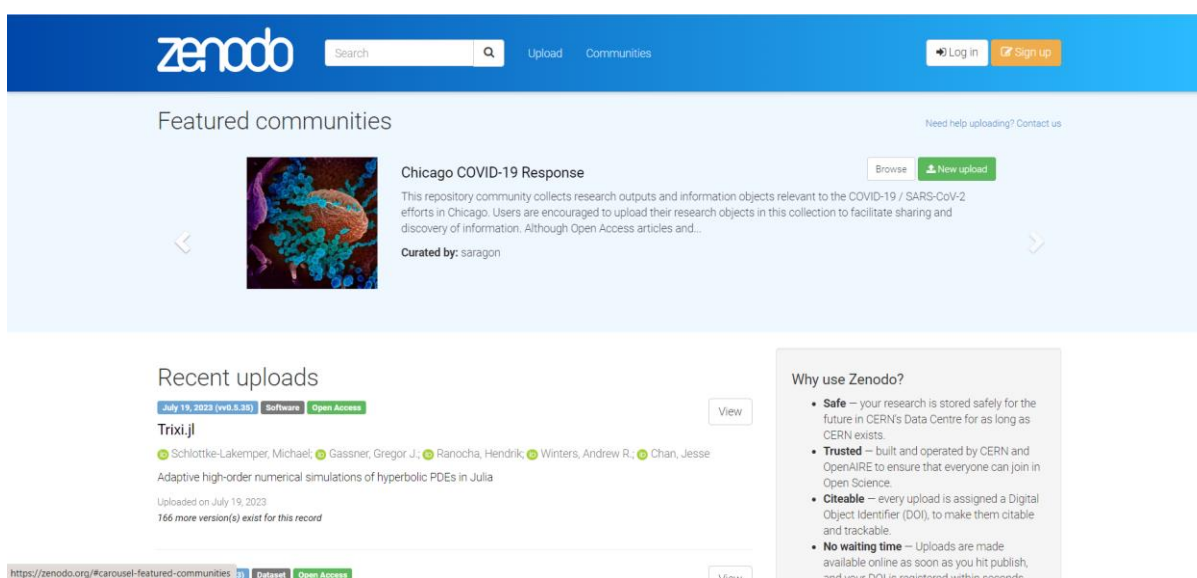 zenodo
Search
Upload
Communities
Log in
Sign up
Featured communities
Need help uploading? Contact us
Chicago COVID-19 Response
Browse
New upload
This repository community collects research outputs and information objects relevant to the COVID-19 / SARS-CoV-2
efforts in Chicago. Users are encouraged to upload their research objects in this collection to facilitate sharing and
discovery of information. Although Open Access articles and...
Curated by: saragon
Recent uploads
July 19, 2023 (vv0.5.35) Software Open Access
View
Trixi.jl
Schlottke-Lakemper, Michael; Gassner, Gregor J.; Ranocha, Hendrik; Winters, Andrew R.; Chan, Jesse
Adaptive high-order numerical simulations of hyperbolic PDEs in Julia
Uploaded on July 19, 2023
166 more version(s) exist for this record
Dataset Open Access
View
https://zenodo.org/#carousel-featured-communities
Why use Zenodo?
Safe — your research is stored safely for the
future in CERN's Data Centre for as long as
CERN exists.
Trusted — built and operated by CERN and
OpenAIRE to ensure that everyone can join in
Open Science.
Citeable — every upload is assigned a Digital
Object Identifier (DOI), to make them citable
and trackable.
No waiting time — Uploads are made
available online as soon as you hit publish,
and your DOI is registered within seconds